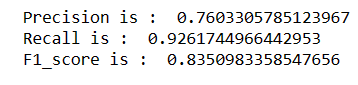 Precision is :  0.7603305785123967
Recall is :  0.9261744966442953
F1_score is :  0.8350983358547656